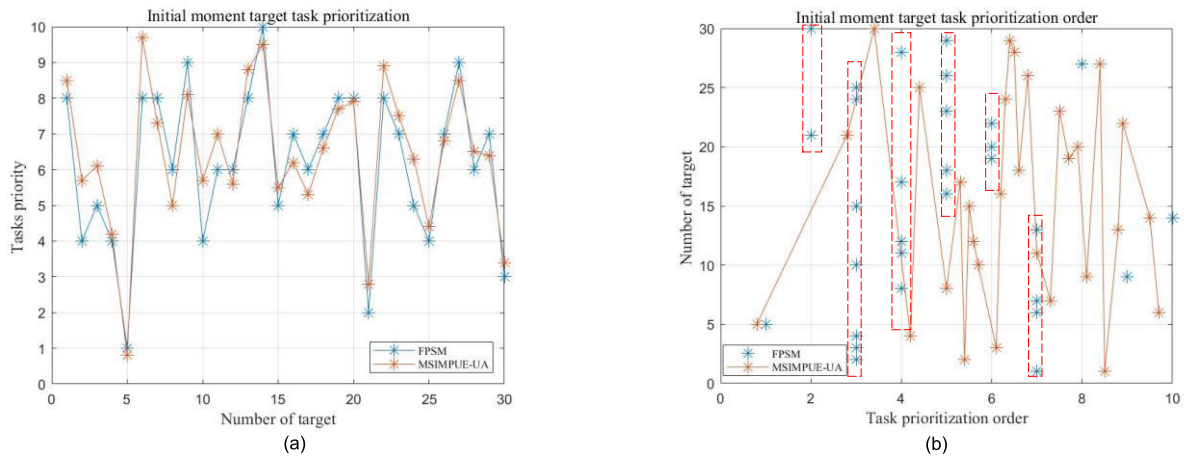 Initial moment target task prioritization
10
9
8
7
6
5
4
3
2
1
0
Tasks priority
FPSM
MSIMPUE-UA
0 5 10 15 20 25 30
Number of target
(a)
Initial moment target task prioritization order
30
25
20
15
10
5
0
Number of target
FPSM
MSIMPUE-UA
0 2 4 6 8 10
Task prioritization order
(b)